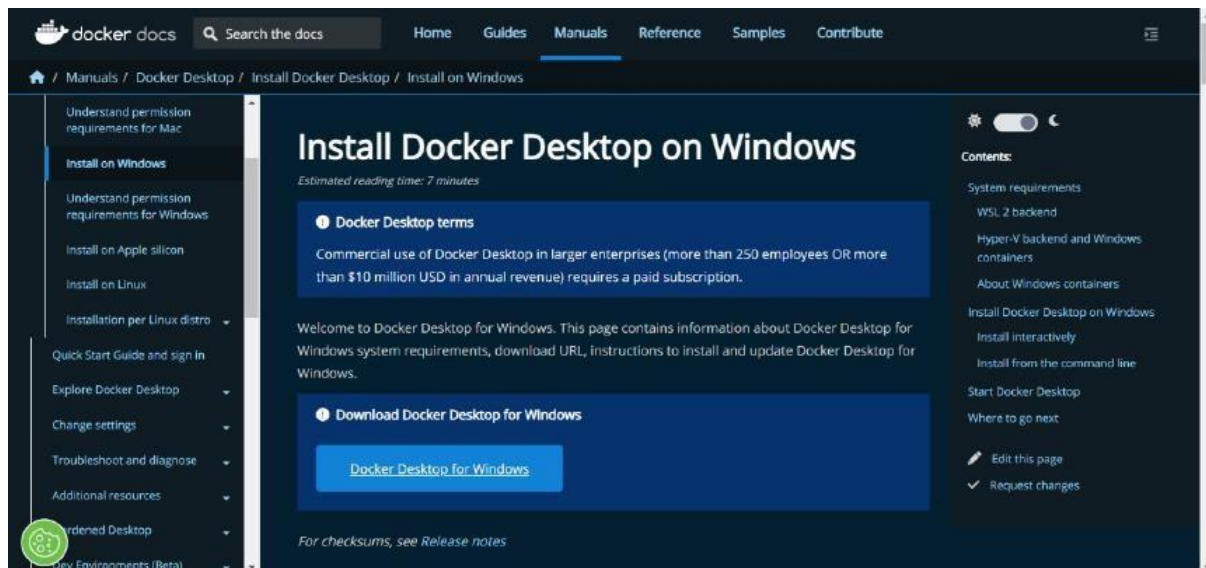 docker docs
Search the docs
Home Guides Manuals Reference Samples Contribute
/ Manuals / Docker Desktop / Install Docker Desktop / Install on Windows
Understand permission
requirements for Mac
Install on Windows
Understand permission
requirements for Windows
Install on Apple silicon
Install on Linux
Installation per Linux distro
Quick Start Guide and sign in
Explore Docker Desktop
Change settings
Troubleshoot and diagnose
Additional resources
rdened Desktop
Dev Environments (Beta)
Install Docker Desktop on Windows
Estimated reading time: 7 minutes
Docker Desktop terms
Commercial use of Docker Desktop in larger enterprises (more than 250 employees OR more
than $10 million USD in annual revenue) requires a paid subscription.
Welcome to Docker Desktop for Windows. This page contains information about Docker Desktop for
Windows system requirements, download URL, instructions to install and update Docker Desktop for
Windows.
Download Docker Desktop for Windows
Docker Desktop for Windows
For checksums, see Release notes
Contents:
System requirements
WSL 2 backend
Hyper-V backend and Windows
containers
About Windows containers
Install Docker Desktop on Windows
Install interactively
Install from the command line
Start Docker Desktop
Where to go next
Edit this page
Request changes